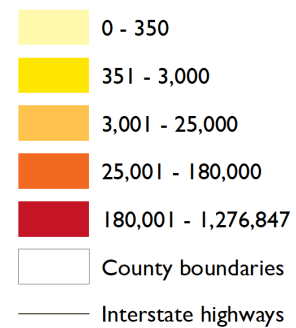 0 - 350
351 - 3,000
3,001 - 25,000
25,001 - 180,000
180,001 - 1,276,847
County boundaries
Interstate highways